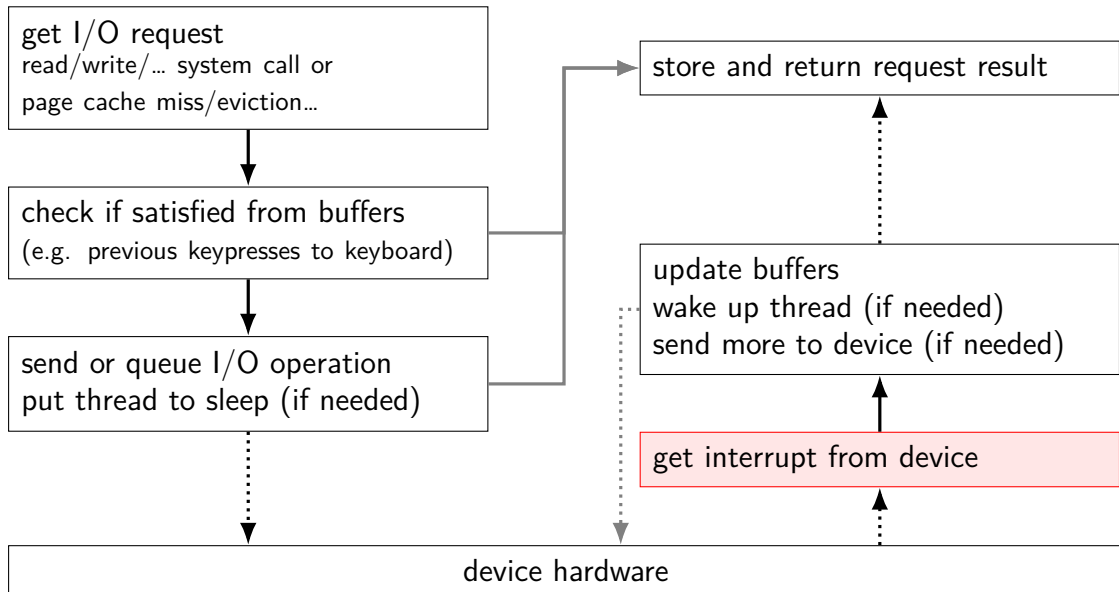 get I/O request
read/write/… system call or
page cache miss/eviction…
check if satisfied from buffers
(e.g. previous keypresses to keyboard)
send or queue I/O operation
put thread to sleep (if needed)
store and return request result
update buffers
wake up thread (if needed)
send more to device (if needed)
get interrupt from device
device hardware